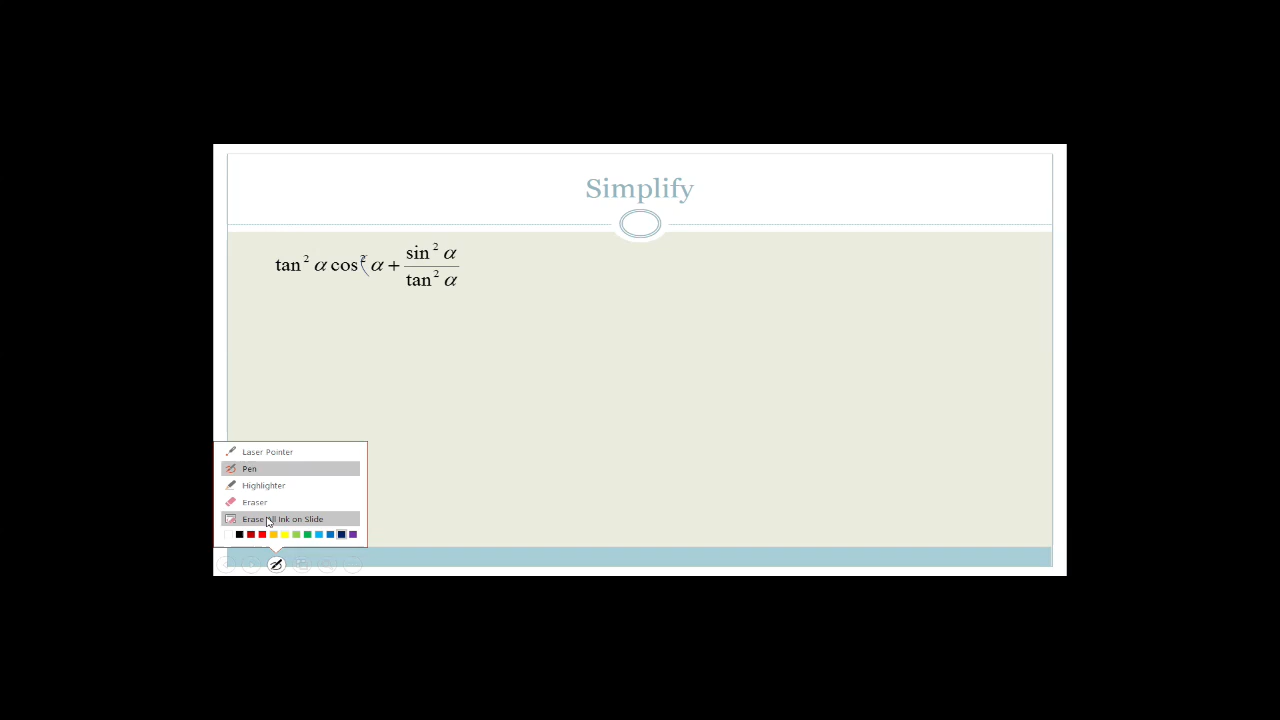 Simplify
tan² α cos² α + sin² α / tan² α
Laser Pointer
Pen
Highlighter
Eraser
Erase All Ink on Slide